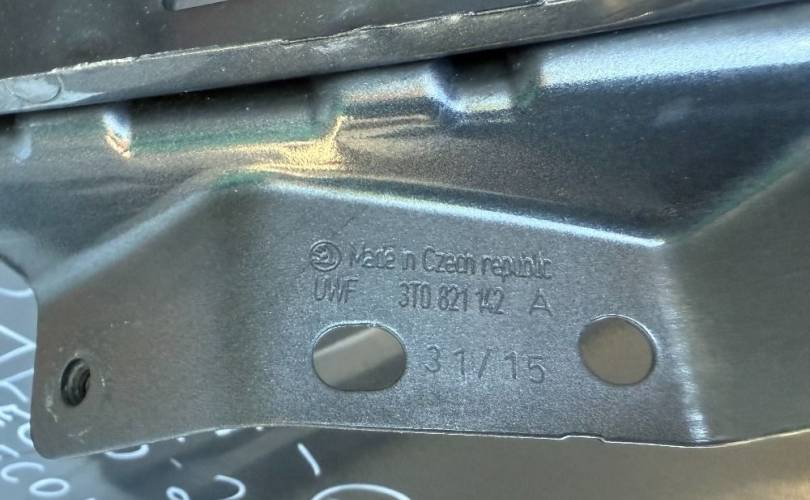 Made in Czech republic
UWF 3T0 821 142 A
31/15